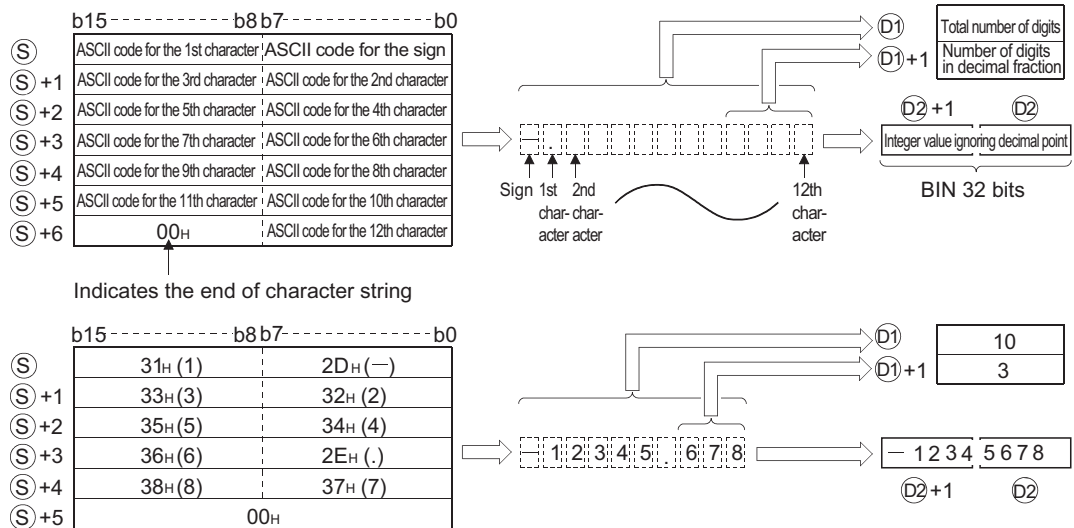 b15 b8 b7 b0
Ⓢ ASCII code for the 1st character ASCII code for the sign
Ⓢ+1 ASCII code for the 3rd character ASCII code for the 2nd character
Ⓢ+2 ASCII code for the 5th character ASCII code for the 4th character
Ⓢ+3 ASCII code for the 7th character ASCII code for the 6th character
Ⓢ+4 ASCII code for the 9th character ASCII code for the 8th character
Ⓢ+5 ASCII code for the 11th character ASCII code for the 10th character
Ⓢ+6 00H ASCII code for the 12th character
Indicates the end of character string
D1 Total number of digits
D1+1 Number of digits
in decimal fraction
D2+1 D2
− .
Integer value ignoring decimal point
BIN 32 bits
Sign 1st 2nd 12th
char- char- char-
acter acter acter
b15 b8 b7 b0
Ⓢ 31H (1) 2DH (−)
Ⓢ+1 33H (3) 32H (2)
Ⓢ+2 35H (5) 34H (4)
Ⓢ+3 36H (6) 2EH (.)
Ⓢ+4 38H (8) 37H (7)
Ⓢ+5 00H
D1 10
D1+1 3
− 1 2 3 4 5 . 6 7 8
− 1 2 3 4 5 6 7 8
D2+1 D2